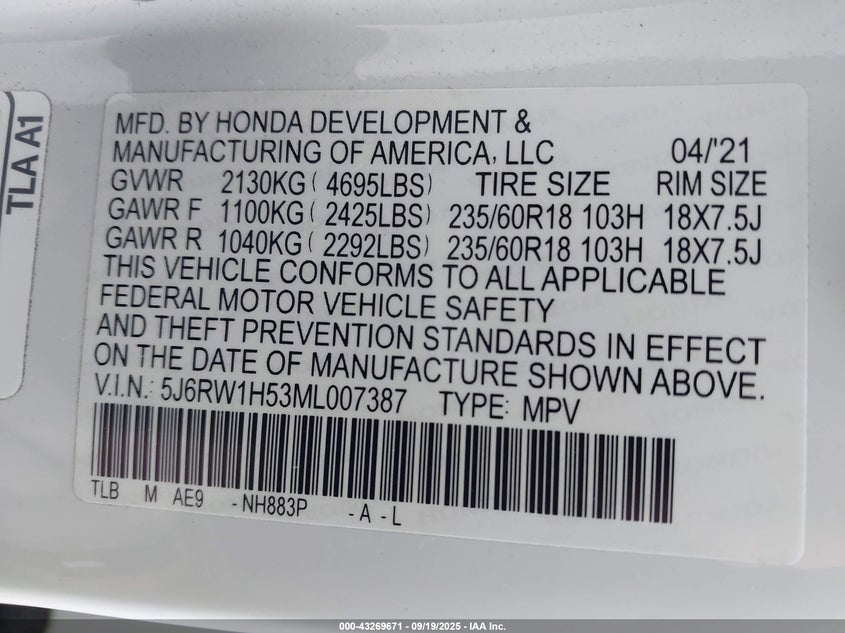 TLA A1
MFD. BY HONDA DEVELOPMENT &
MANUFACTURING OF AMERICA, LLC 04/'21
GVWR 2130KG ( 4695LBS) TIRE SIZE RIM SIZE
GAWR F 1100KG ( 2425LBS) 235/60R18 103H 18X7.5J
GAWR R 1040KG ( 2292LBS) 235/60R18 103H 18X7.5J
THIS VEHICLE CONFORMS TO ALL APPLICABLE
FEDERAL MOTOR VEHICLE SAFETY
AND THEFT PREVENTION STANDARDS IN EFFECT
ON THE DATE OF MANUFACTURE SHOWN ABOVE.
V.I.N.: 5J6RW1H53ML007387 TYPE: MPV
TLB M AE9 -NH883P -A -L
000-43269671 - 09/19/2025 - IAA Inc.